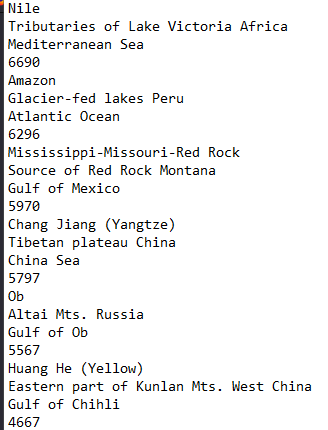 Nile
Tributaries of Lake Victoria Africa
Mediterranean Sea
6690
Amazon
Glacier-fed lakes Peru
Atlantic Ocean
6296
Mississippi-Missouri-Red Rock
Source of Red Rock Montana
Gulf of Mexico
5970
Chang Jiang (Yangtze)
Tibetan plateau China
China Sea
5797
Ob
Altai Mts. Russia
Gulf of Ob
5567
Huang He (Yellow)
Eastern part of Kunlan Mts. West China
Gulf of Chihli
4667